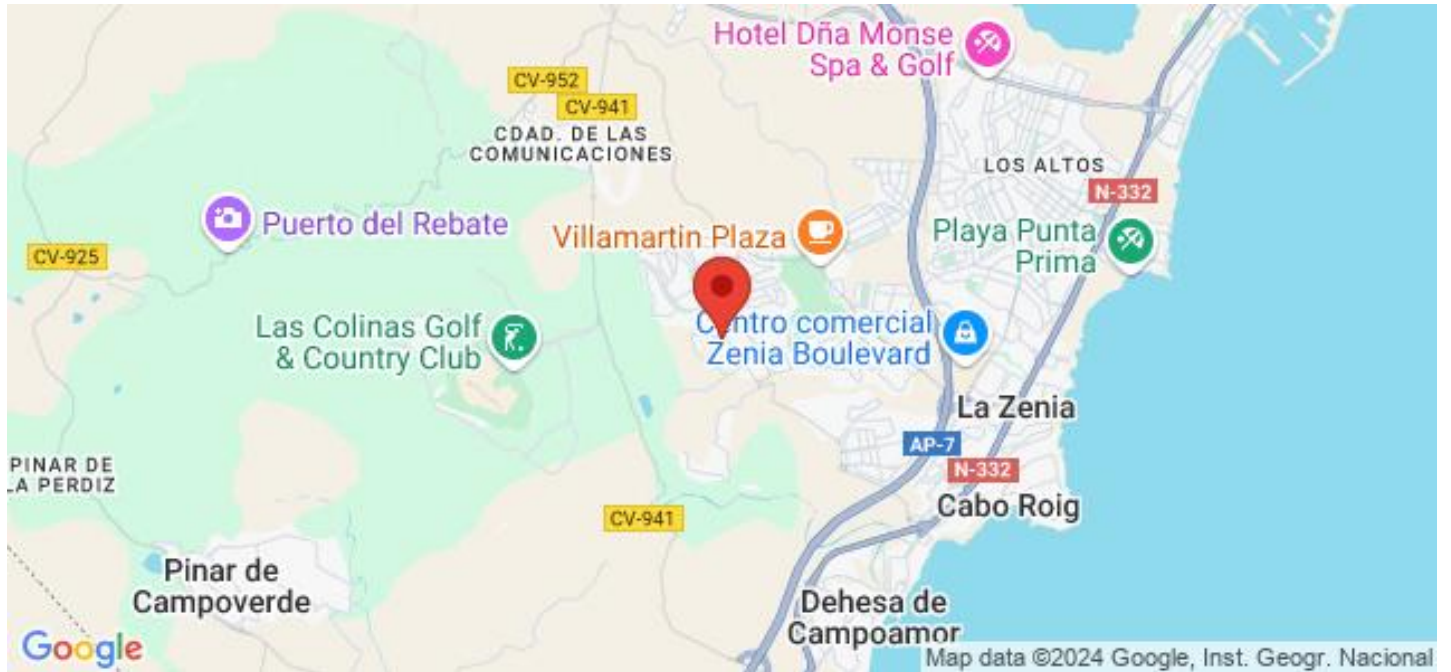 Hotel Dña Monse
Spa & Golf
CV-952
CV-941
CDAD. DE LAS
COMUNICACIONES
LOS ALTOS
N-332
Puerto del Rebate
Villamartin Plaza
Playa Punta
Prima
CV-925
Las Colinas Golf
& Country Club
Centro comercial
Zenia Boulevard
La Zenia
AP-7
N-332
PINAR DE
LA PERDIZ
Cabo Roig
CV-941
Pinar de
Campoverde
Dehesa de
Campoamor
Google
Map data ©2024 Google, Inst. Geogr. Nacional